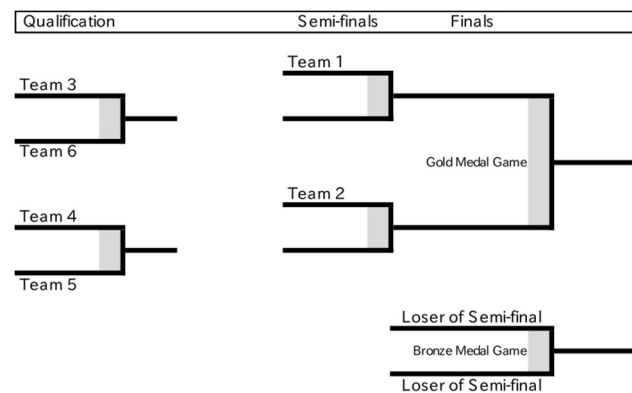 Qualification Semi-finals Finals
Team 1
Team 3
Team 6
Gold Medal Game
Team 2
Team 4
Team 5
Loser of Semi-final
Bronze Medal Game
Loser of Semi-final